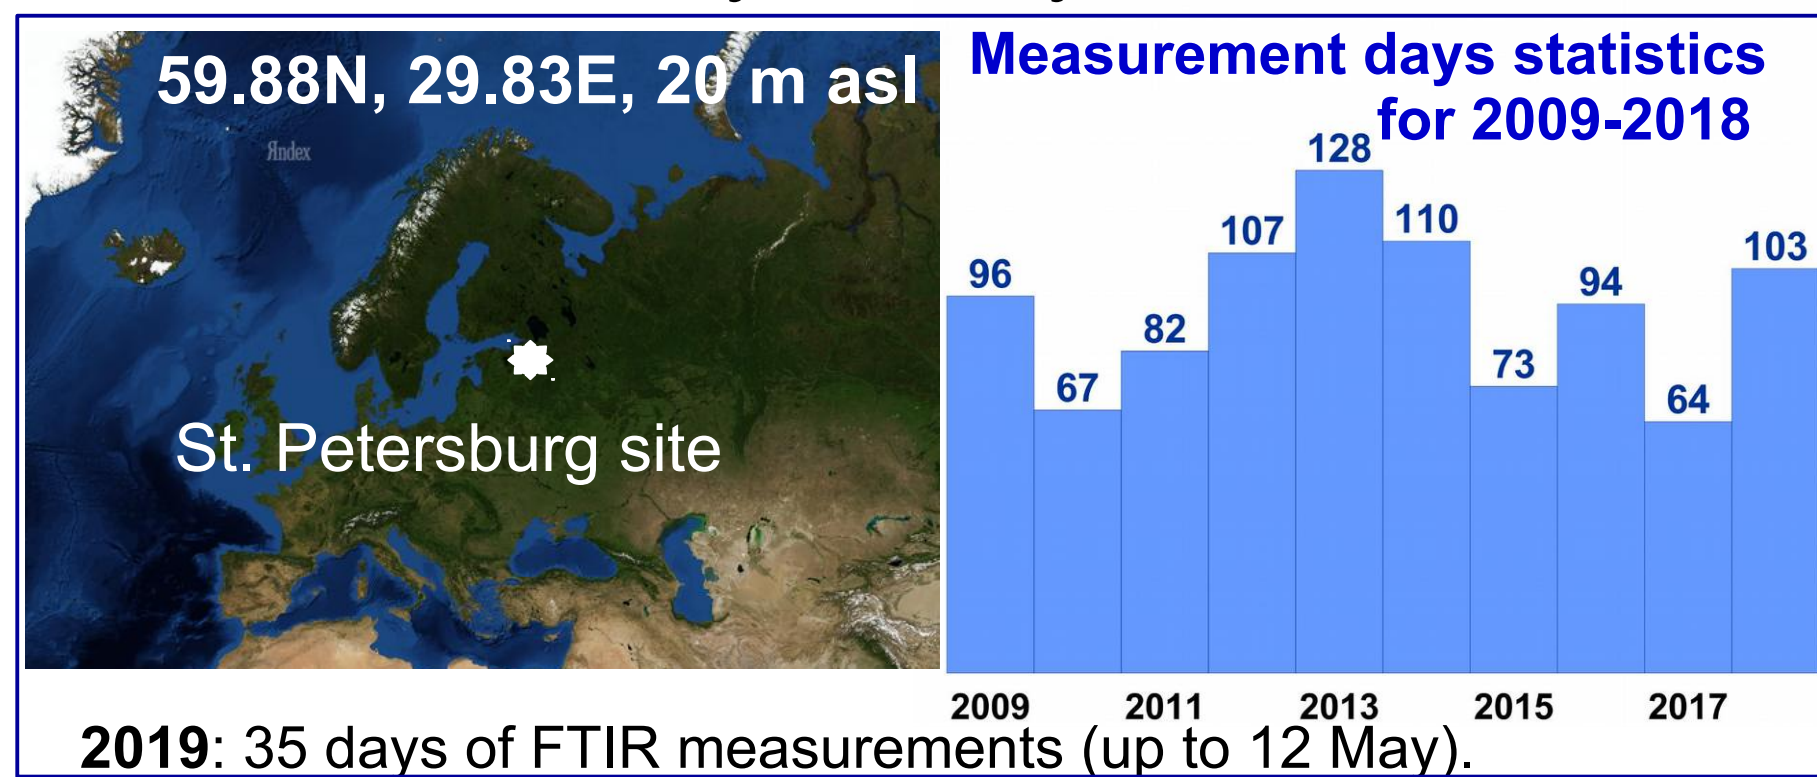 59.88N, 29.83E, 20 m asl
Яndex
St. Petersburg site
Measurement days statistics
for 2009-2018
96
67
82
107
128
110
73
94
64
103
2009 2011 2013 2015 2017
2019: 35 days of FTIR measurements (up to 12 May).